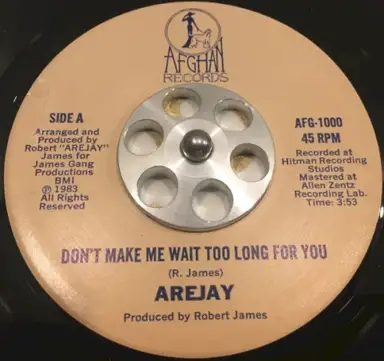 AFGHAN
RECORDS
SIDE A
Arranged and
Produced by
Robert "AREJAY"
James for
James Gang
Productions
BMI
℗ 1983
All Rights
Reserved
AFG-1000
45 RPM
Recorded at
Hitman Recording
Studios
Mastered at
Allen Zentz
Recording Lab.
Time: 3:53
DON'T MAKE ME WAIT TOO LONG FOR YOU
(R. James)
AREJAY
Produced by Robert James